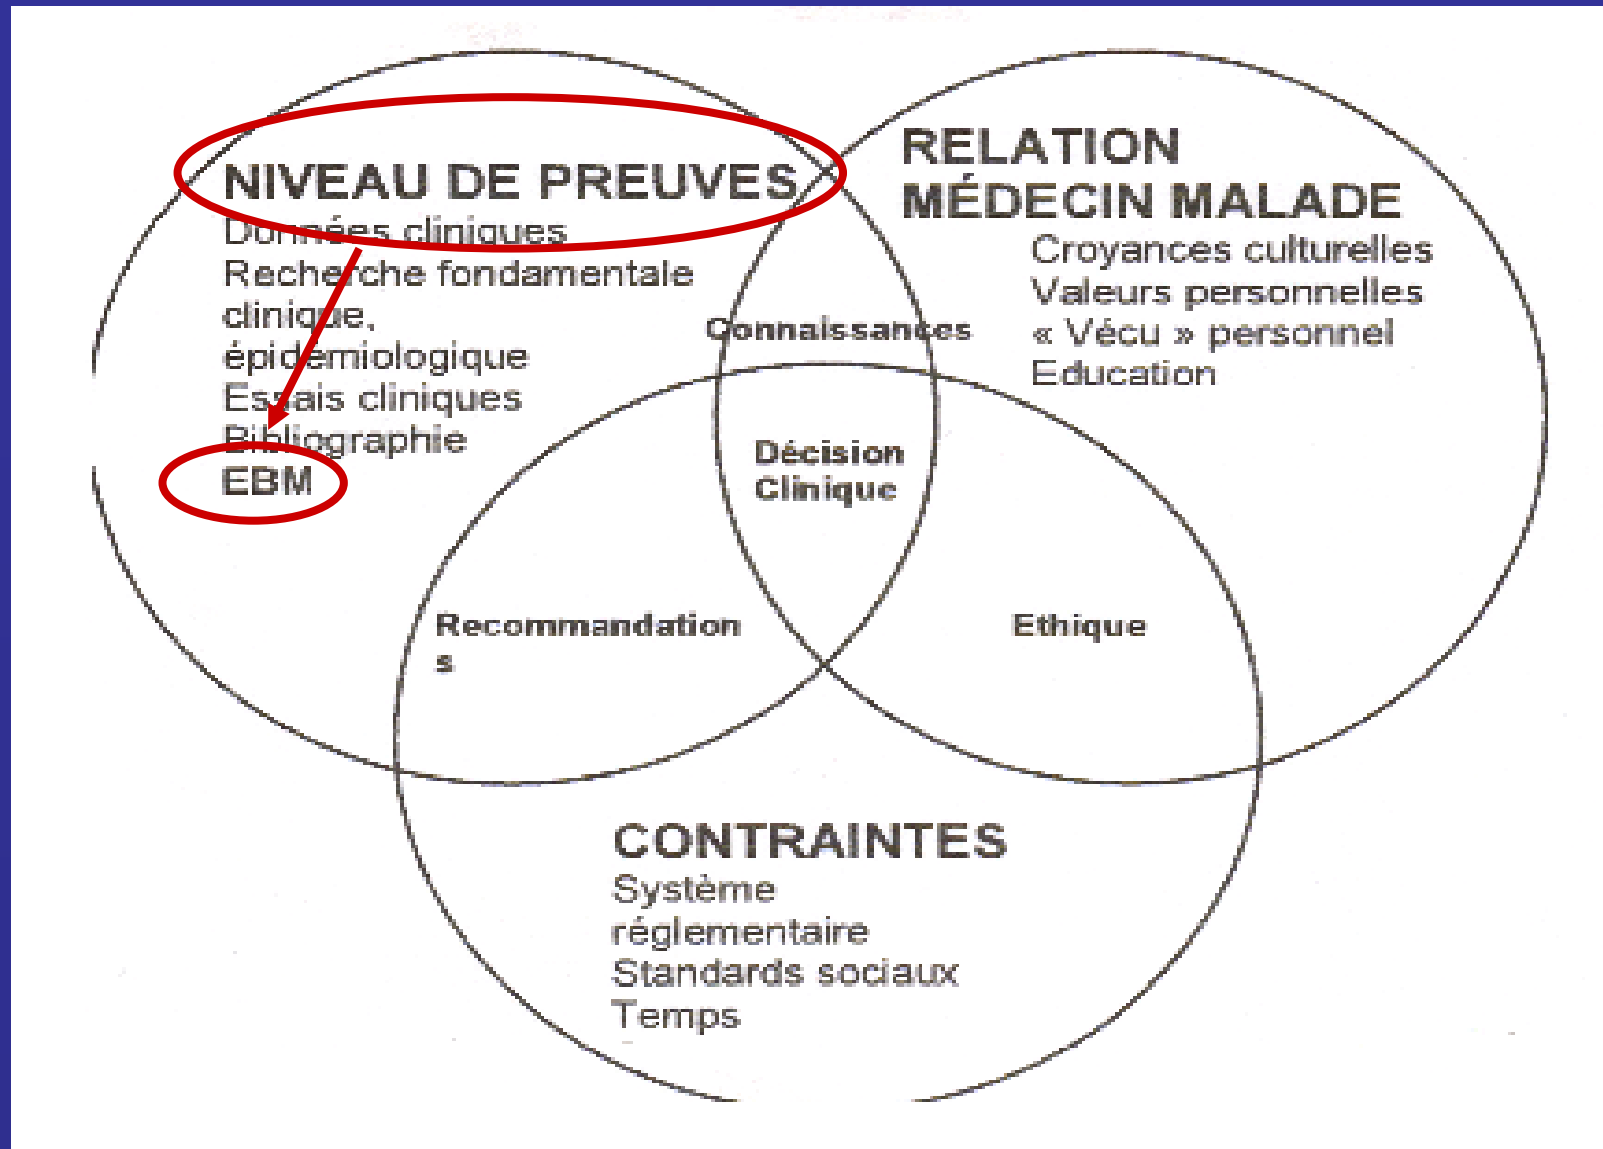 NIVEAU DE PREUVES
Données cliniques
Recherche fondamentale
clinique,
épidémiologique
Essais cliniques
Bibliographie
EBM
RELATION
MÉDECIN MALADE
Croyances culturelles
Valeurs personnelles
« Vécu » personnel
Education
Connaissances
Décision
Clinique
Recommandation
s
Ethique
CONTRAINTES
Système
réglementaire
Standards sociaux
Temps